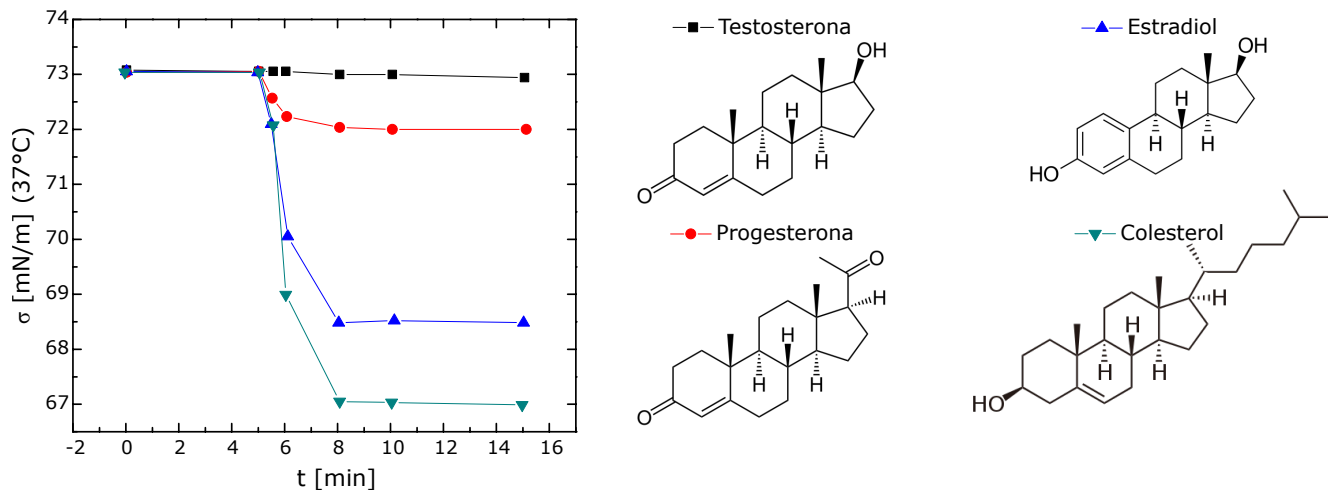 σ [mN/m] (37°C)
74
73
72
71
70
69
68
67
-2 0 2 4 6 8 10 12 14 16
t [min]
Testosterona
OH
H
H
H
O
Estradiol
OH
H
H
H
HO
Progesterona
O
H
H
H
H
O
Colesterol
H
H
H
H
HO